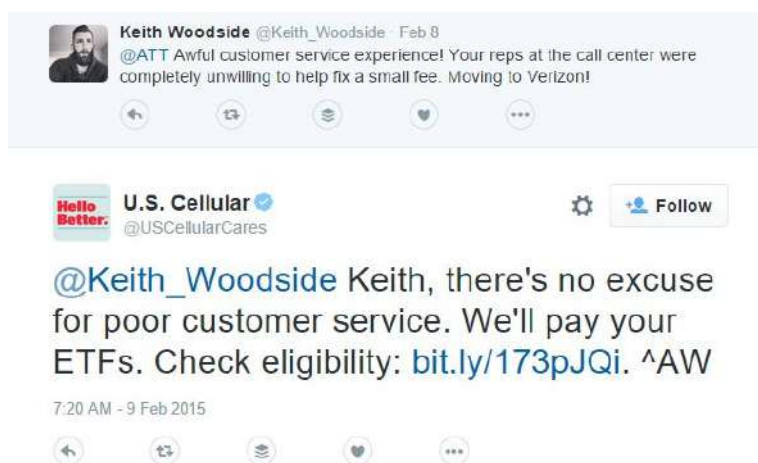 Keith Woodside @Keith_Woodside · Feb 8
@ATT Awful customer service experience! Your reps at the call center were
completely unwilling to help fix a small fee. Moving to Verizon!
Hello
Better.
U.S. Cellular
@USCellularCares
Follow
@Keith_Woodside Keith, there's no excuse
for poor customer service. We'll pay your
ETFs. Check eligibility: bit.ly/173pJQi. ^AW
7:20 AM - 9 Feb 2015